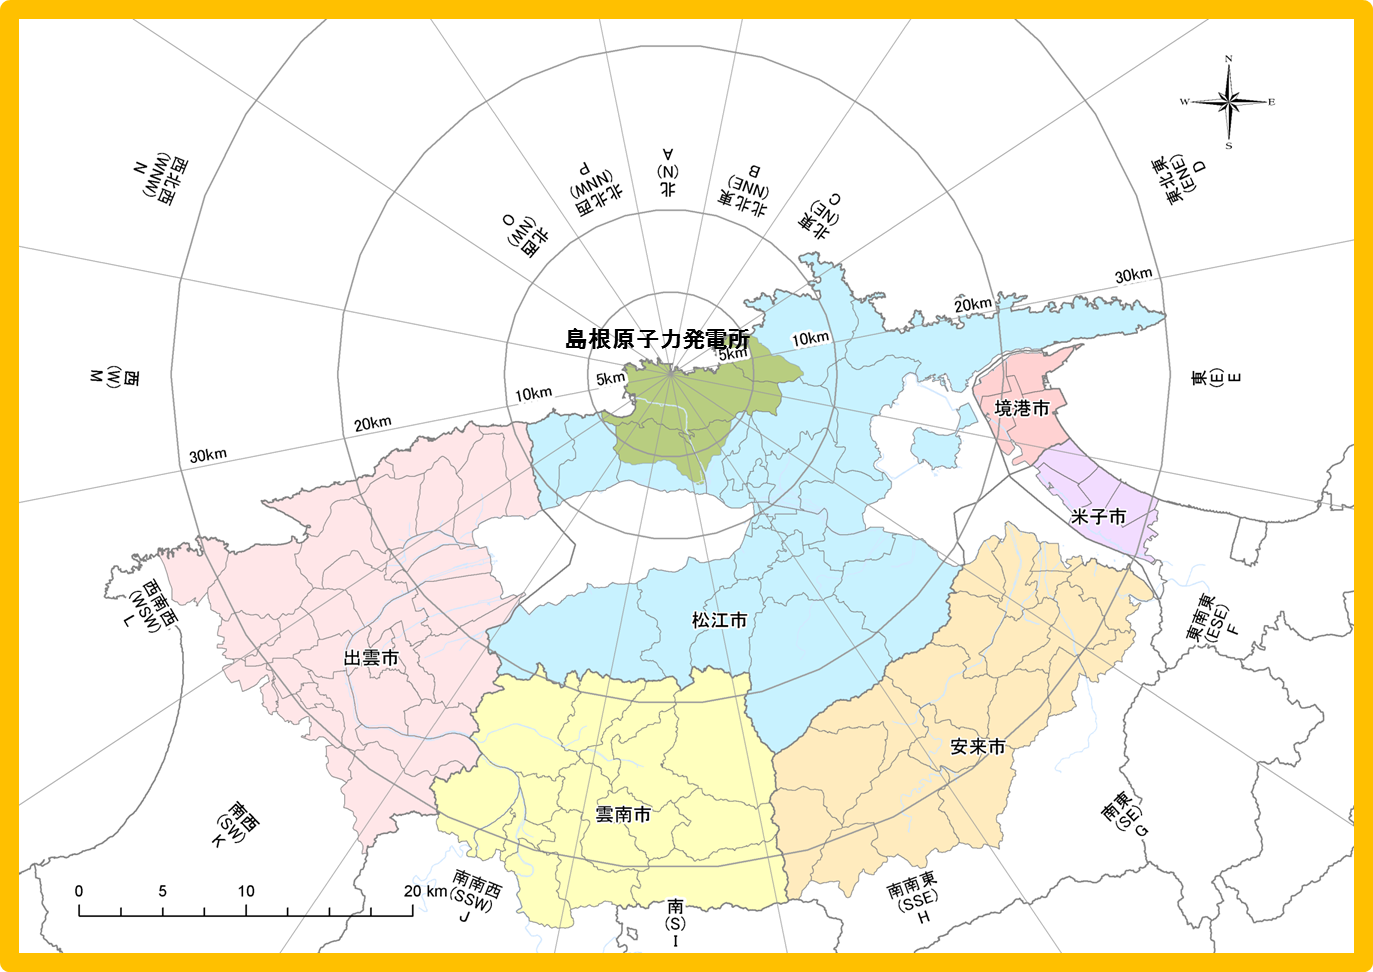 N
W
E
S
北
(N)
A
北北西
(NNW)
P
北北東
(NNE)
B
北西
(NW)
O
北東
(NE)
C
西北西
(WNW)
N
東北東
(ENE)
D
30km
20km
10km
5km
島根原子力発電所
西
(W)
M
東
(E)
E
5km
10km
20km
30km
境港市
米子市
松江市
出雲市
安来市
雲南市
西南西
(WSW)
L
東南東
(ESE)
F
南西
(SW)
K
南東
(SE)
G
南南西
(SSW)
J
南南東
(SSE)
H
南
(S)
I
0 5 10 20 km